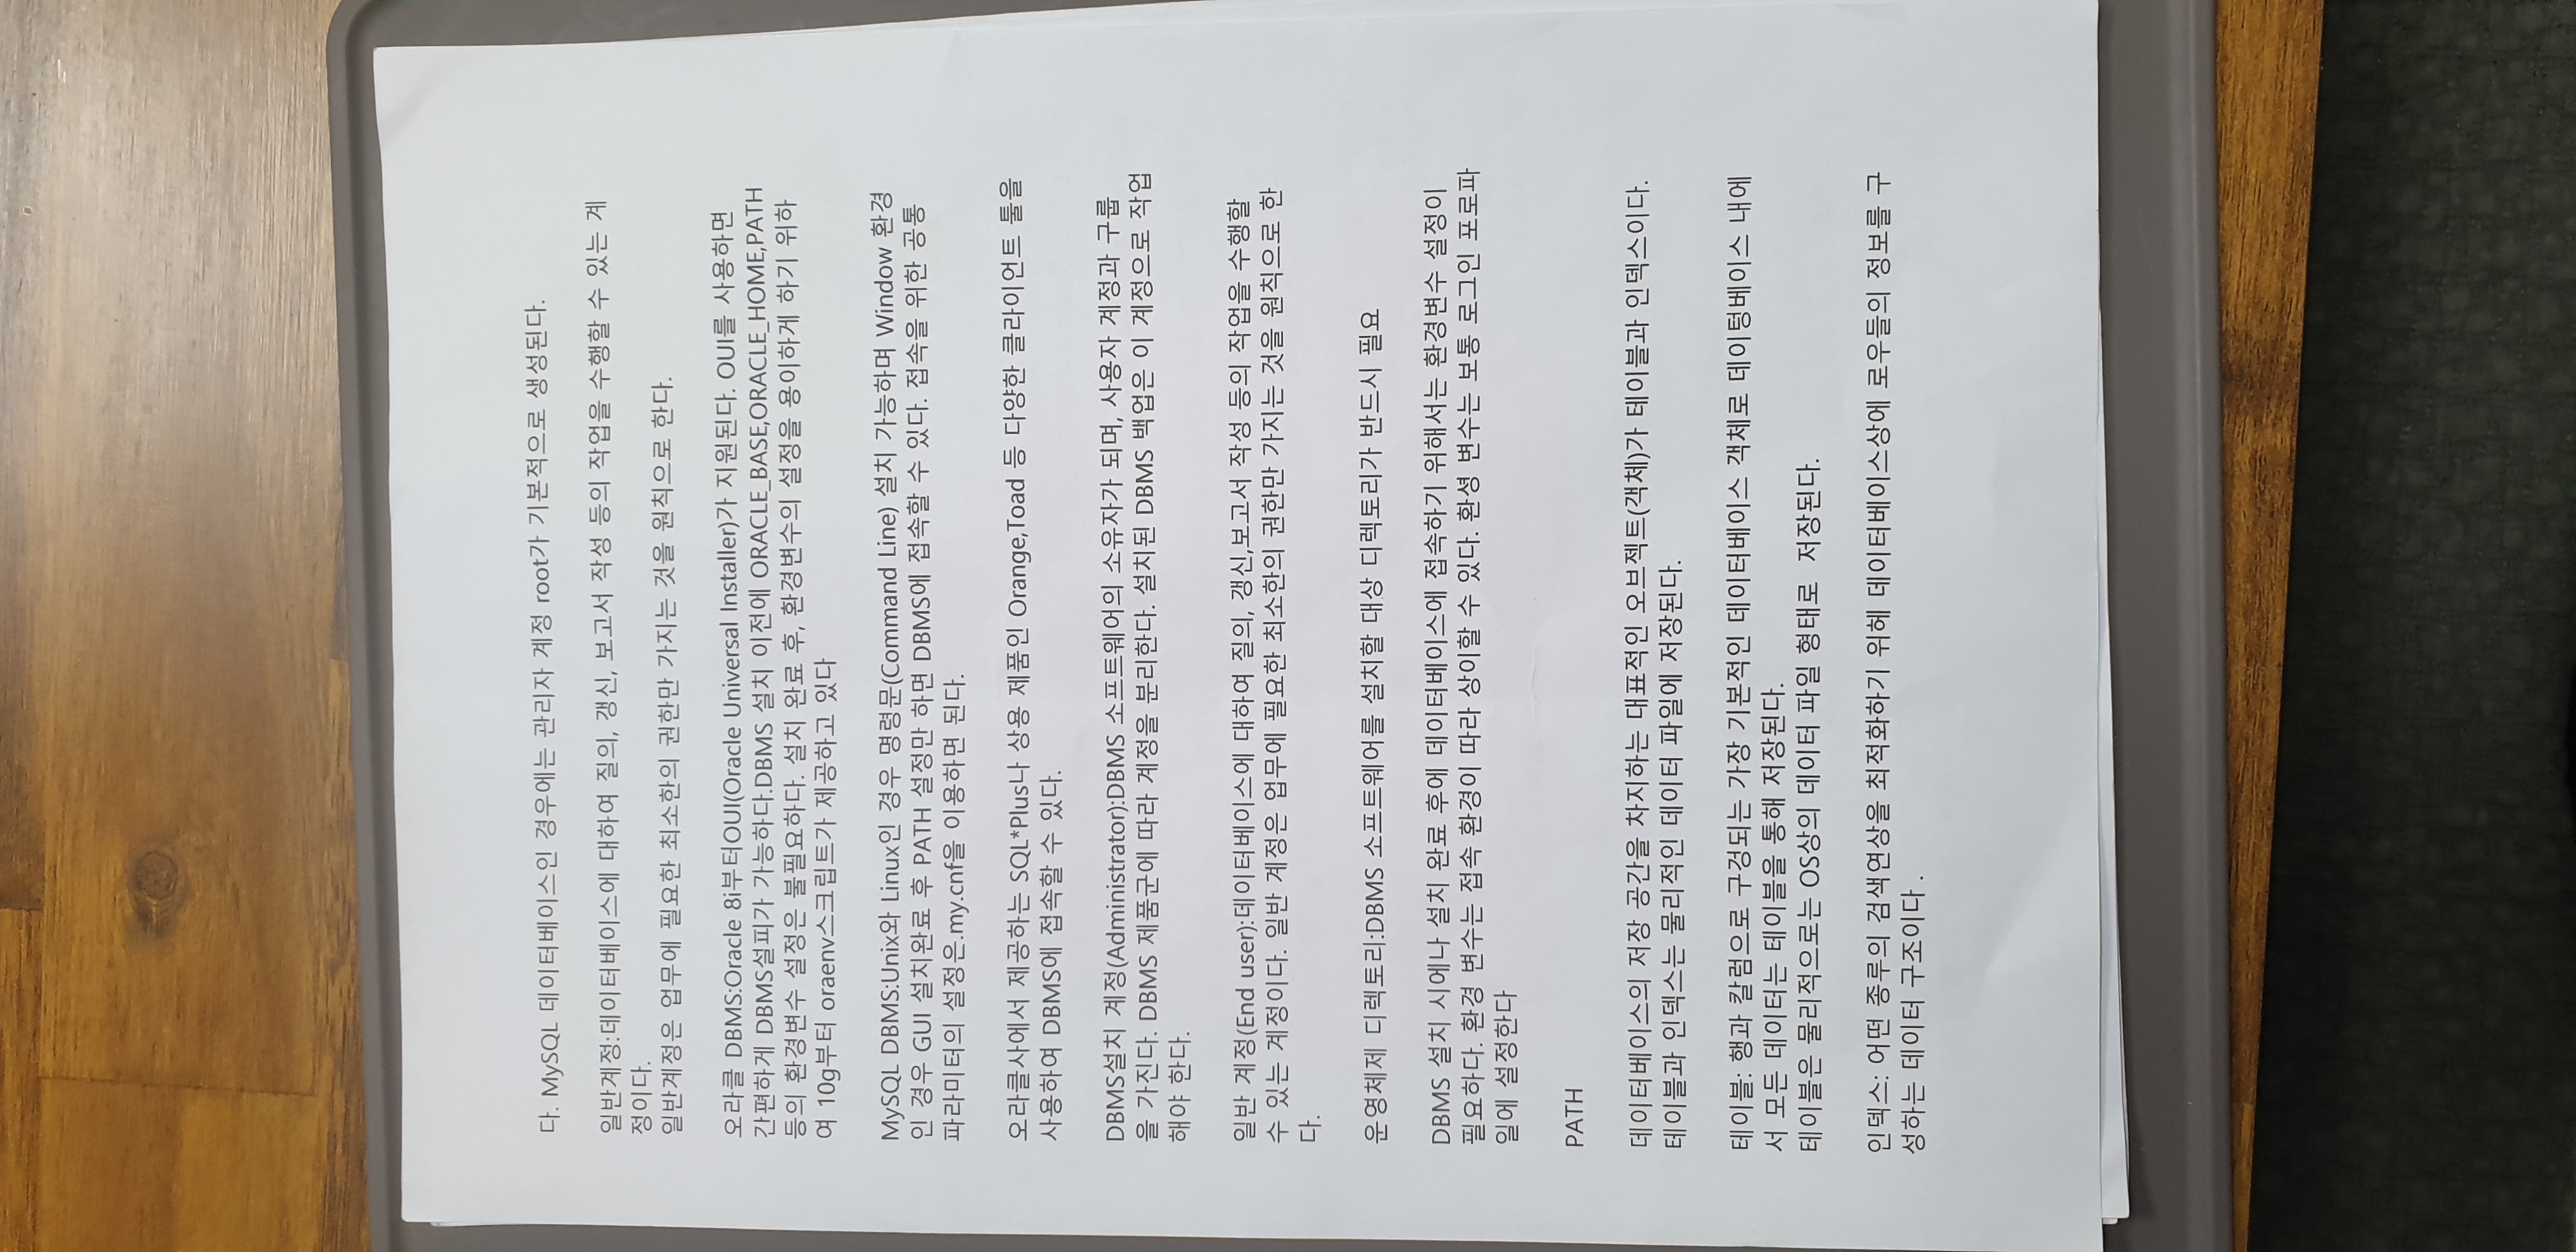 다. MySQL 데이터베이스인 경우에는 관리자 계정 root가 기본적으로 생성된다.
일반계정:데이터베이스에 대하여 질의, 갱신, 보고서 작성 등의 작업을 수행할 수 있는 계
정이다.
일반계정은 업무에 필요한 최소한의 권한만 가지는 것을 원칙으로 한다.
오라클 DBMS:Oracle 8i부터OUI(Oracle Universal Installer)가 지원된다. OUI를 사용하면
간편하게 DBMS설피가 가능하다.DBMS 설치 이전에 ORACLE_BASE,ORACLE_HOME,PATH
등의 환경변수 설정은 불필요하다. 설치 완료 후, 환경변수의 설정을 용이하게 하기 위하
여 10g부터 oraenv스크립트가 제공하고 있다
MySQL DBMS:Unix와 Linux인 경우 명령문(Command Line) 설치 가능하며 Window 환경
인 경우 GUI 설치완료 후 PATH 설정만 하면 DBMS에 접속할 수 있다. 접속을 위한 공통
파라미터의 설정은.my.cnf을 이용하면 된다.
오라클사에서 제공하는 SQL*Plus나 상용 제품인 Orange,Toad 등 다양한 클라이언트 툴을
사용하여 DBMS에 접속할 수 있다.
DBMS설치 계정(Administrator):DBMS 소프트웨어의 소유자가 되며, 사용자 계정과 구룹
을 가진다. DBMS 제품군에 따라 계정을 분리한다. 설치된 DBMS 백업은 이 계정으로 작업
해야 한다.
일반 계정(End user):데이터베이스에 대하여 질의, 갱신,보고서 작성 등의 작업을 수행할
수 있는 계정이다. 일반 계정은 업무에 필요한 최소한의 권한만 가지는 것을 원칙으로 한
다.
운영체제 디렉토리:DBMS 소프트웨어를 설치할 대상 디렉토리가 반드시 필요
DBMS 설치 시에나 설치 완료 후에 데이터베이스에 접속하기 위해서는 환경변수 설정이
필요하다. 환경 변수는 접속 환경이 따라 상이할 수 있다. 환셩 변수는 보통 로그인 포로파
일에 설정한다
PATH
데이터베이스의 저장 공간을 차지하는 대표적인 오브젝트(객체)가 테이블과 인덱스이다.
테이블과 인덱스는 물리적인 데이터 파일에 저장된다.
테이블: 행과 칼럼으로 구겅되는 가장 기본적인 데이터베이스 객체로 데이텅베이스 내에
서 모든 데이터는 테이블을 통해 저장된다.
테이블은 물리적으로는 OS상의 데이터 파일 형태로 저장된다.
인덱스: 어떤 종루의 검색연상을 최적화하기 위헤 데이터베이스상에 로우들의 정보를 구
성하는 데이터 구조이다 .